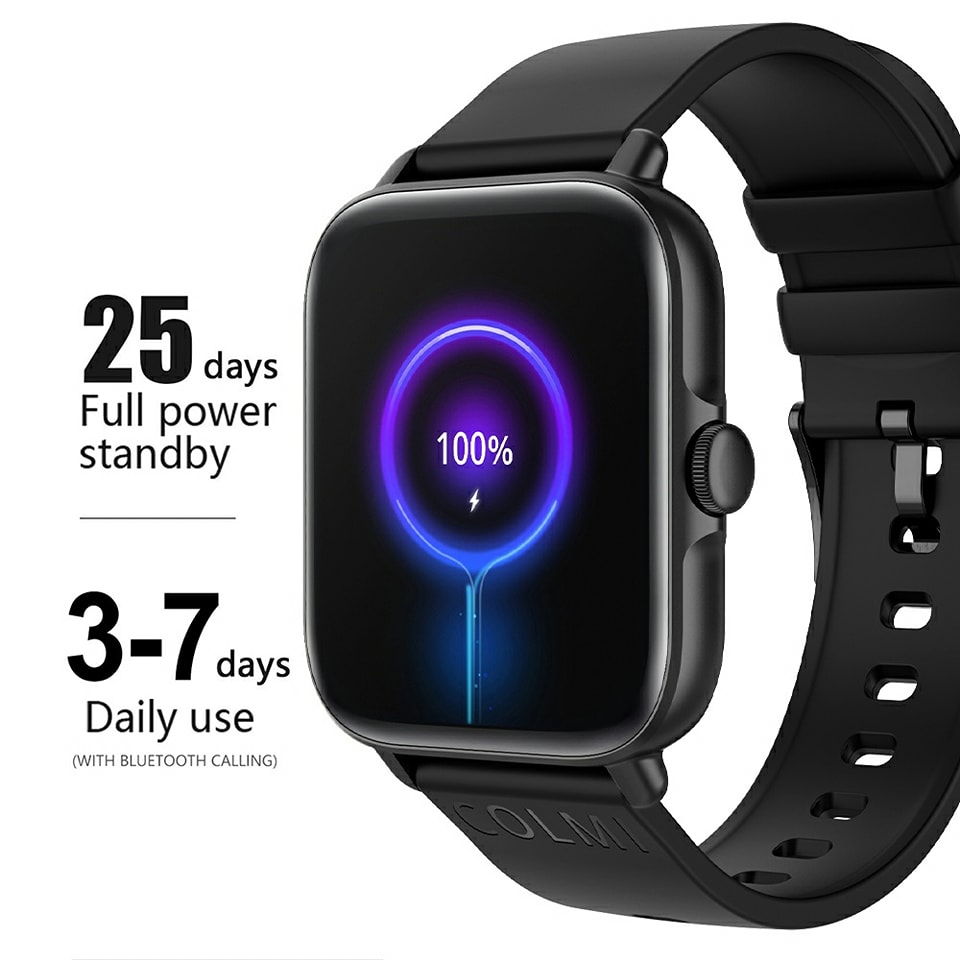 25 days
Full power
standby
3-7 days
Daily use
(WITH BLUETOOTH CALLING)
100%
COLMI